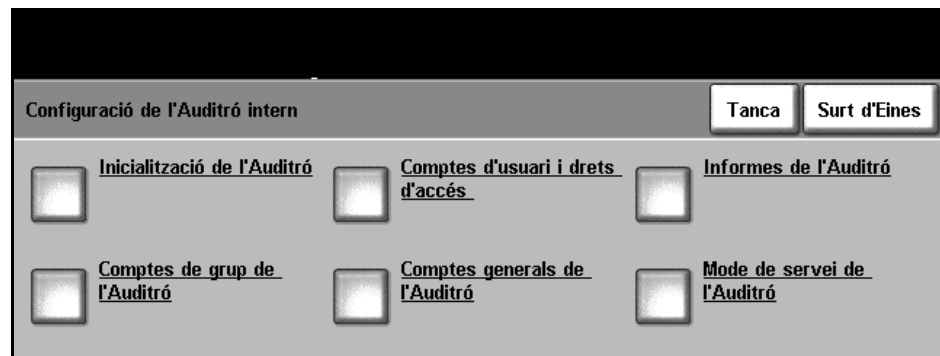 Configuració de l'Auditró intern
Tanca
Surt d'Eines
Inicialització de l'Auditró
Comptes d'usuari i drets
d'accés
Informes de l'Auditró
Comptes de grup de
l'Auditró
Comptes generals de
l'Auditró
Mode de servei de
l'Auditró